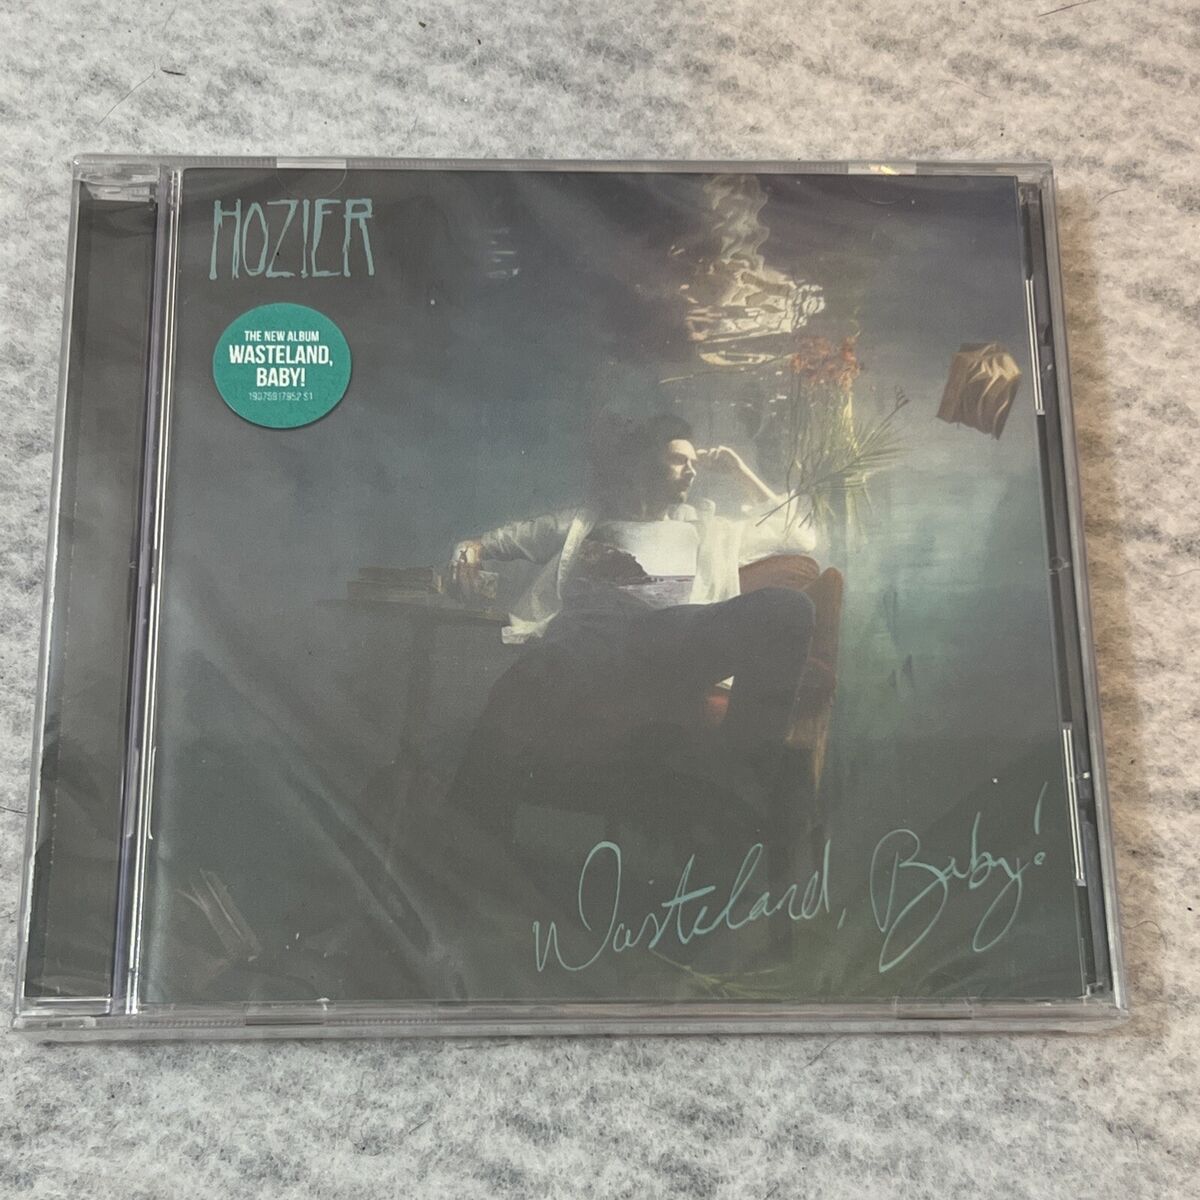 HOZIER
THE NEW ALBUM
WASTELAND,
BABY!
Wasteland, Baby!